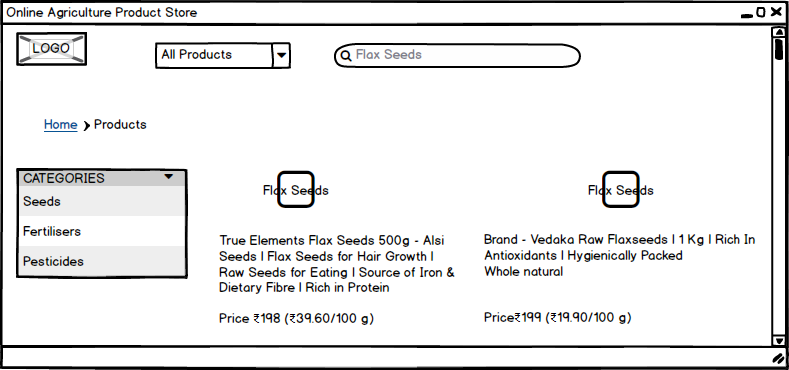 Online Agriculture Product Store
LOGO
All Products
Flax Seeds
Home
Products
CATEGORIES
Seeds
Fertilisers
Pesticides
Flax Seeds
True Elements Flax Seeds 500g - Alsi
Seeds | Flax Seeds for Hair Growth |
Raw Seeds for Eating | Source of Iron &
Dietary Fibre | Rich in Protein
Price ₹198 (₹39.60/100 g)
Flax Seeds
Brand - Vedaka Raw Flaxseeds | 1 Kg | Rich In
Antioxidants | Hygienically Packed
Whole natural
Price₹199 (₹19.90/100 g)